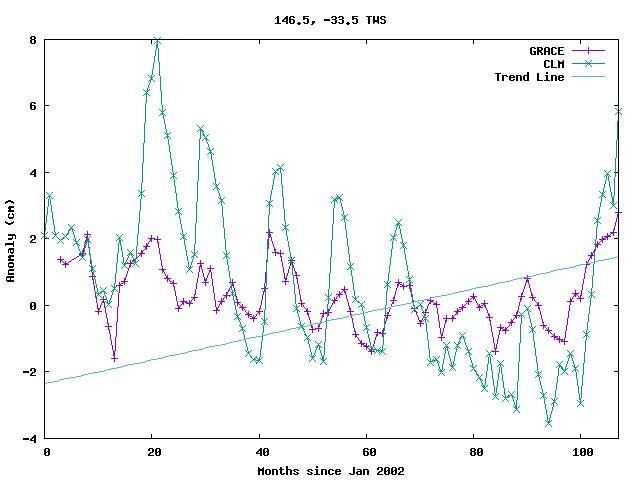 146.5, -33.5 TWS
GRACE
CLM
Trend Line
8
6
4
2
0
-2
-4
Anomaly (cm)
0 20 40 60 80 100
Months since Jan 2002